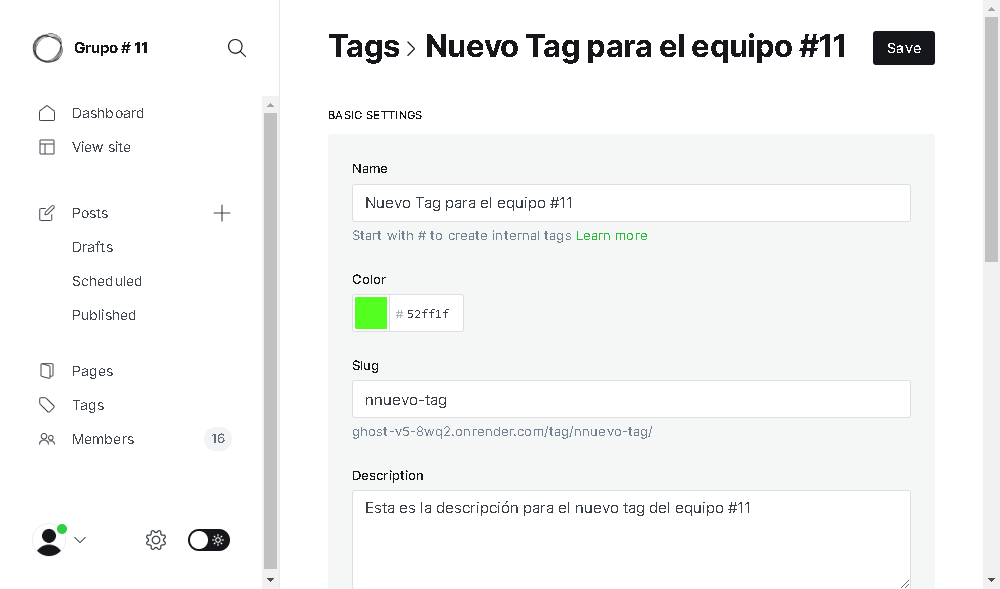 Grupo # 11
Dashboard
View site
Posts
Drafts
Scheduled
Published
Pages
Tags
Members 16
Tags › Nuevo Tag para el equipo #11
Save
BASIC SETTINGS
Name
Nuevo Tag para el equipo #11
Start with # to create internal tags Learn more
Color
# 52ff1f
Slug
nnuevo-tag
ghost-v5-8wq2.onrender.com/tag/nnuevo-tag/
Description
Esta es la descripción para el nuevo tag del equipo #11